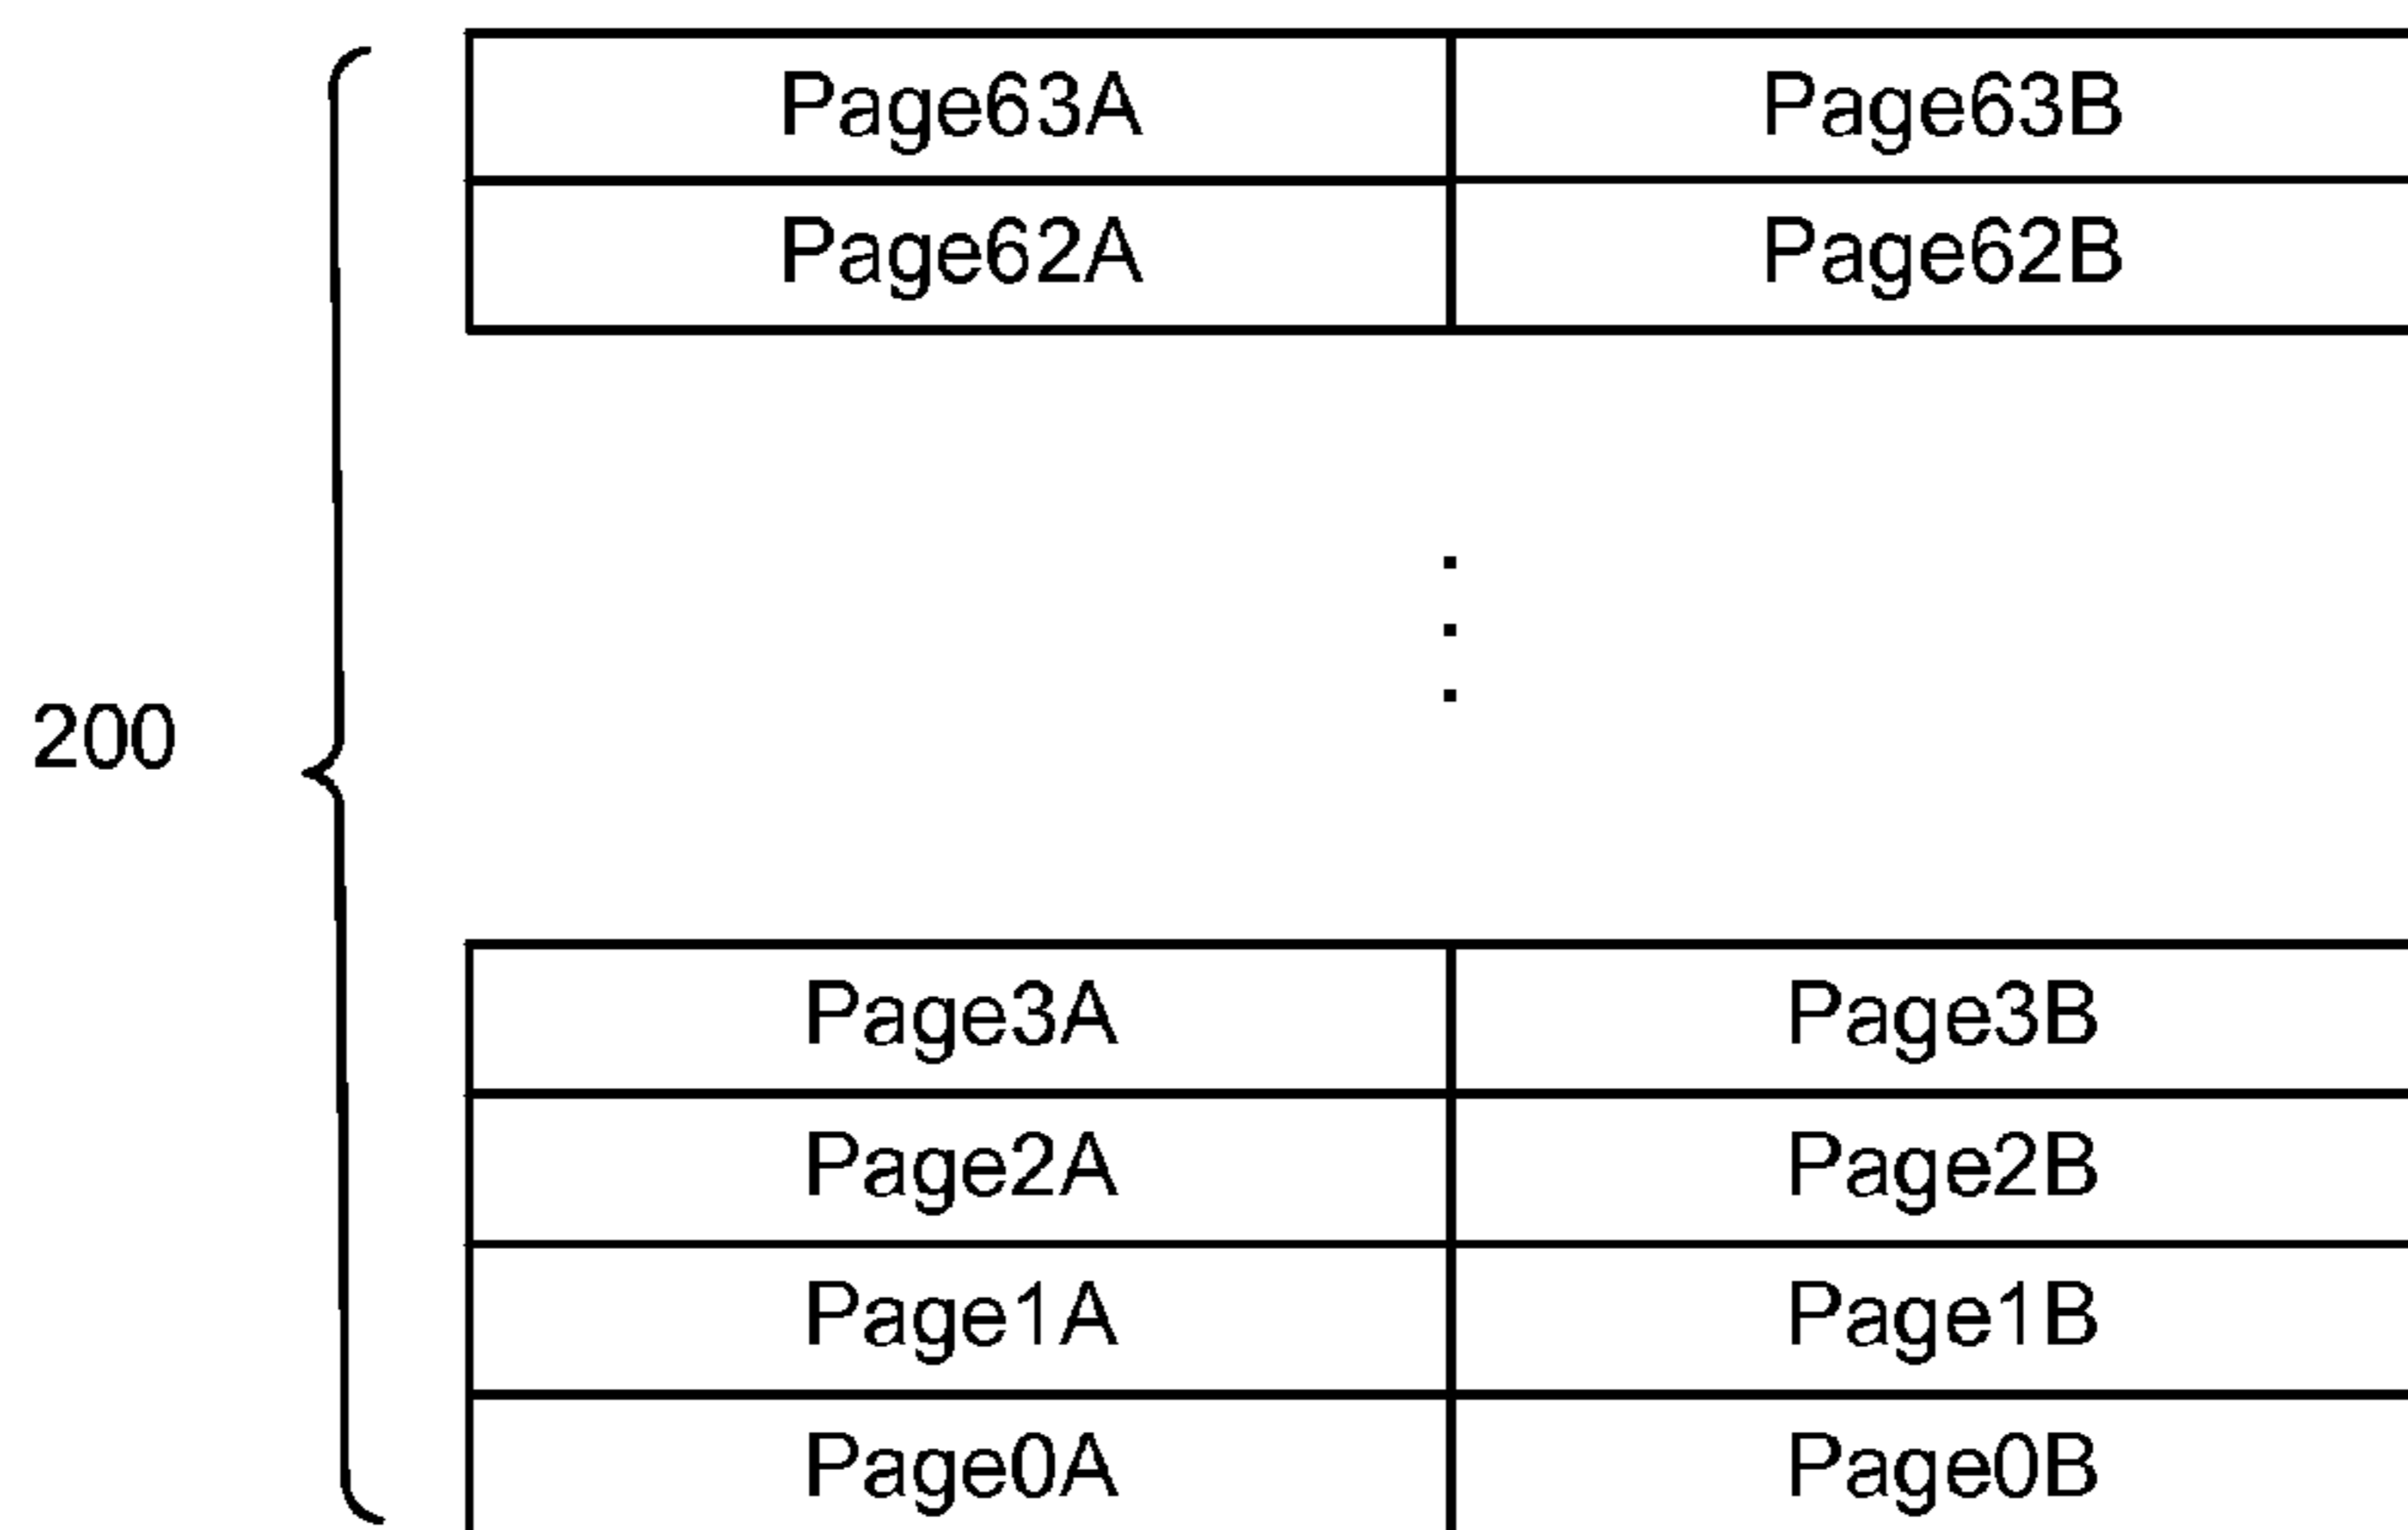 Page63A Page63B
Page62A Page62B
.
.
.
200
Page3A Page3B
Page2A Page2B
Page1A Page1B
Page0A Page0B